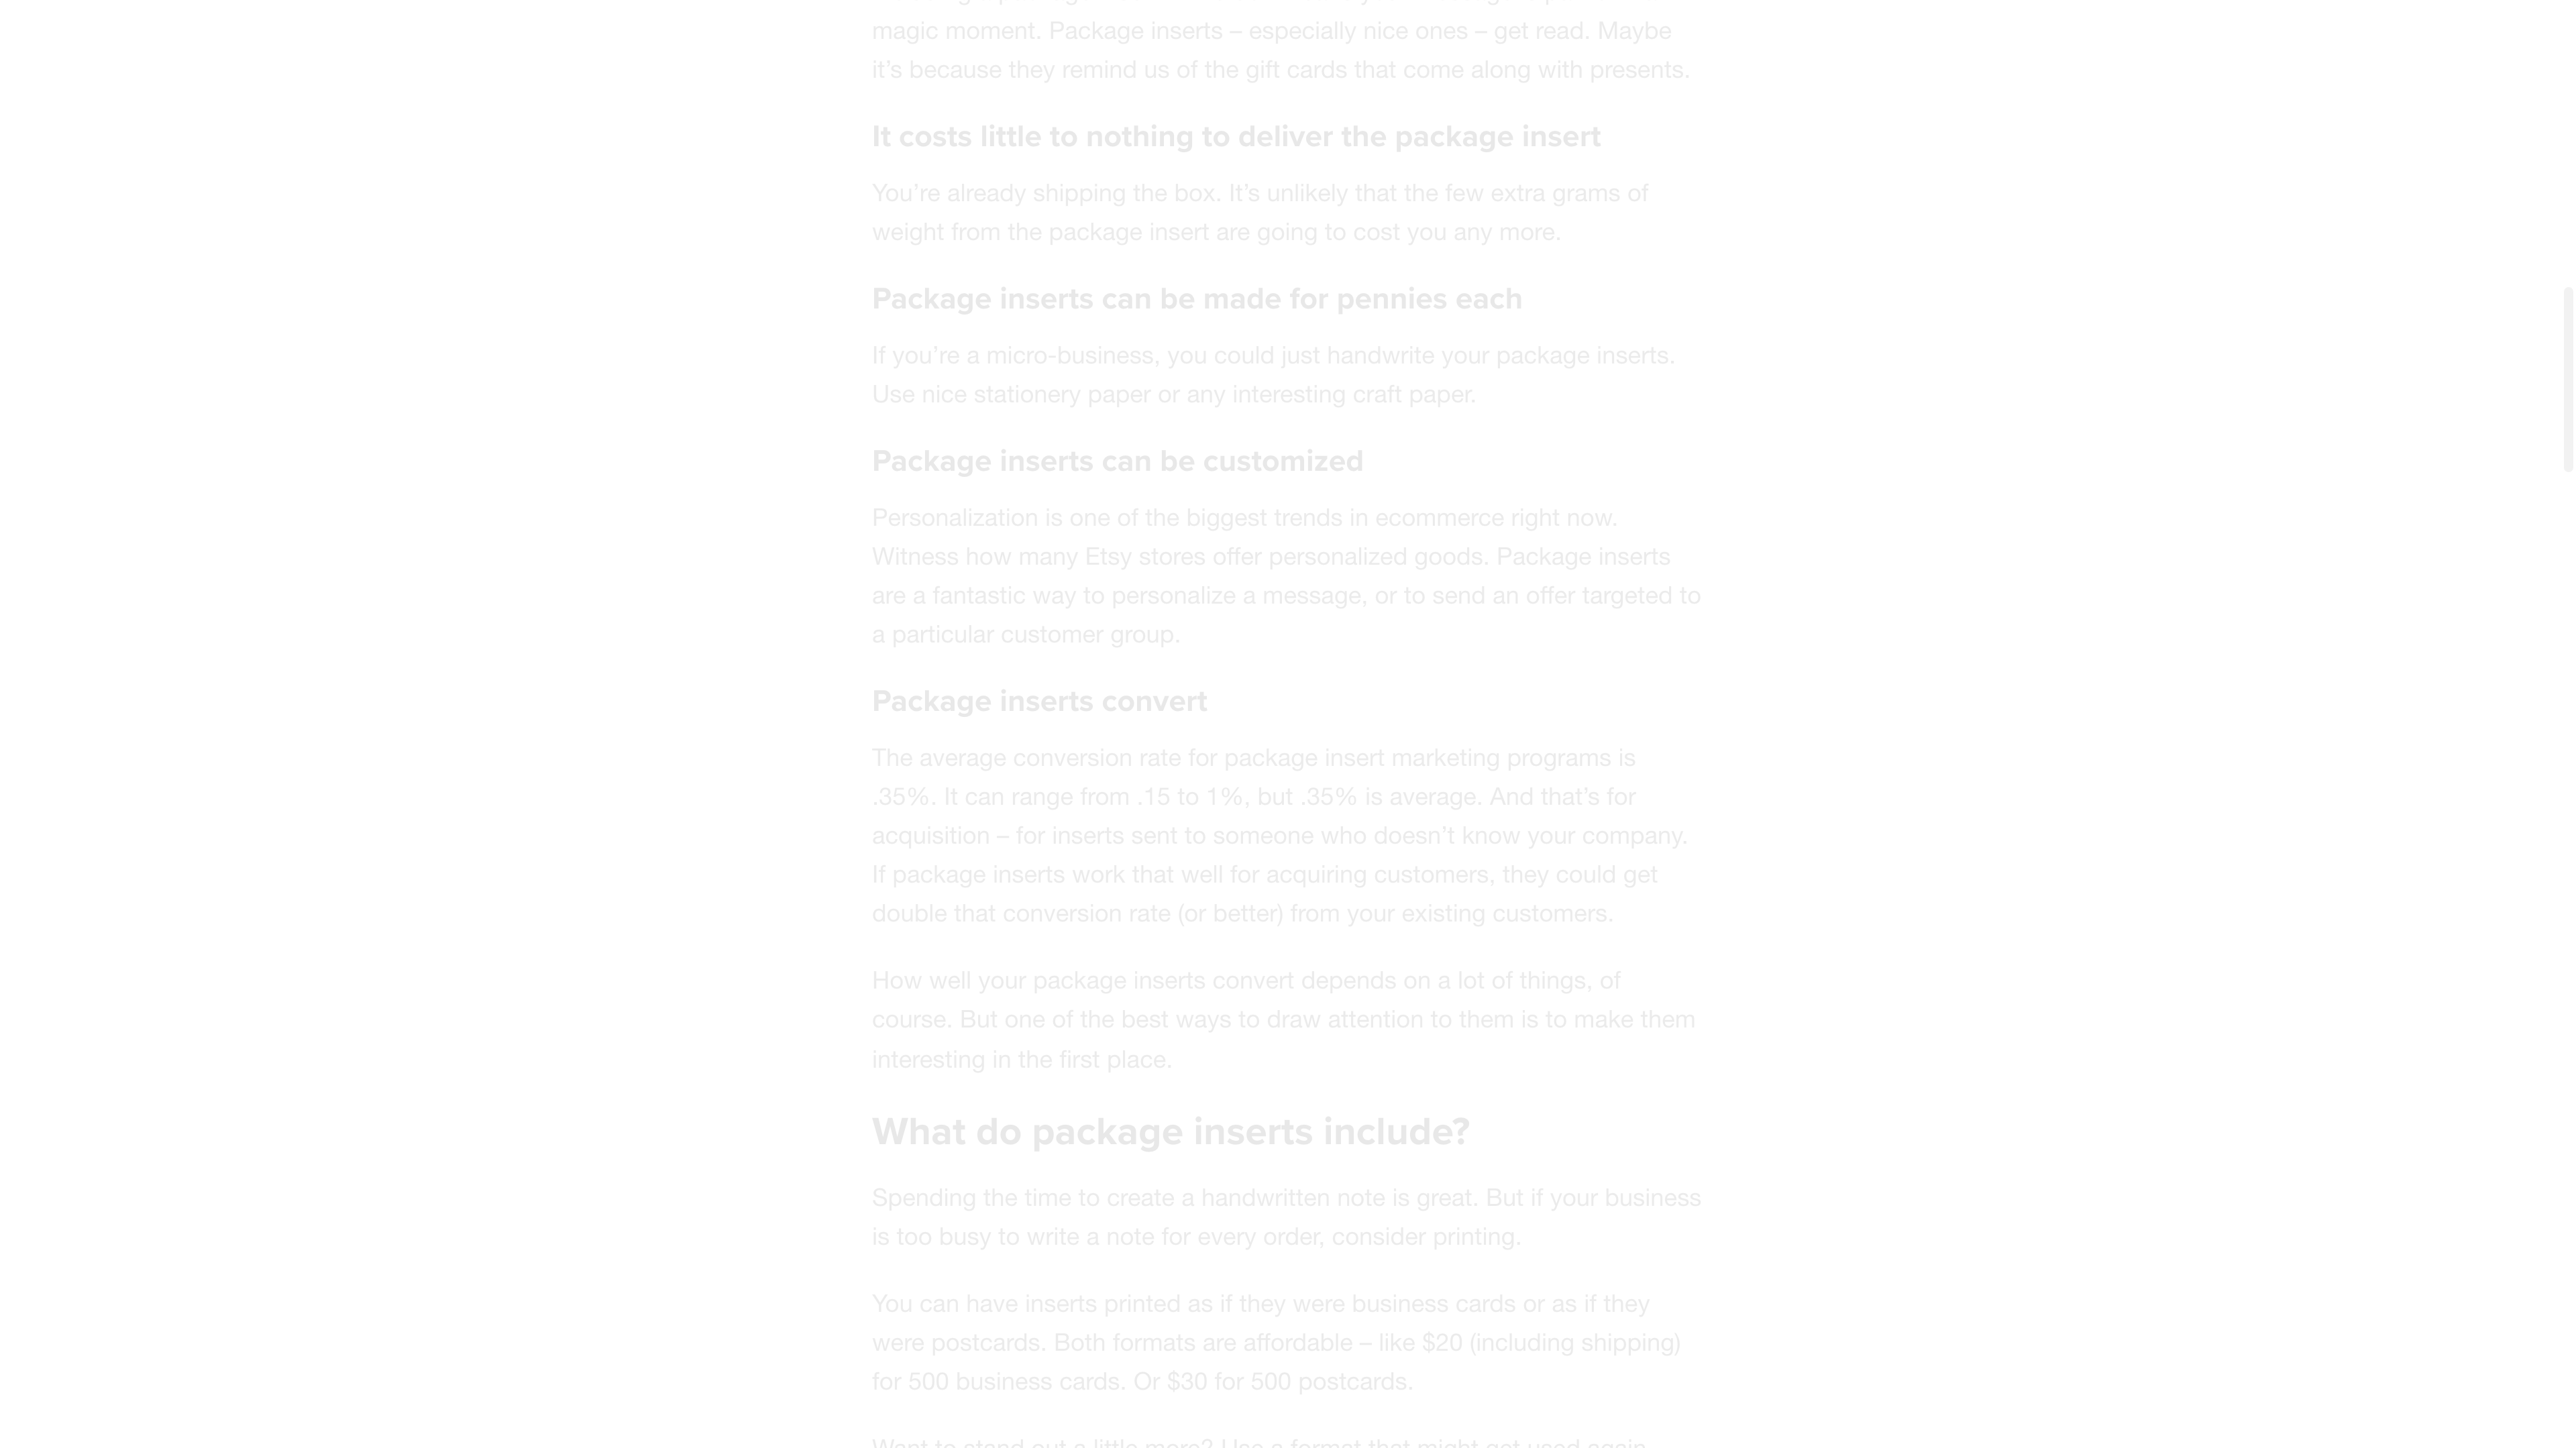 magic moment. Package inserts – especially nice ones – get read. Maybe
it’s because they remind us of the gift cards that come along with presents.
It costs little to nothing to deliver the package insert
You’re already shipping the box. It’s unlikely that the few extra grams of
weight from the package insert are going to cost you any more.
Package inserts can be made for pennies each
If you’re a micro-business, you could just handwrite your package inserts.
Use nice stationery paper or any interesting craft paper.
Package inserts can be customized
Personalization is one of the biggest trends in ecommerce right now.
Witness how many Etsy stores offer personalized goods. Package inserts
are a fantastic way to personalize a message, or to send an offer targeted to
a particular customer group.
Package inserts convert
The average conversion rate for package insert marketing programs is
.35%. It can range from .15 to 1%, but .35% is average. And that’s for
acquisition – for inserts sent to someone who doesn’t know your company.
If package inserts work that well for acquiring customers, they could get
double that conversion rate (or better) from your existing customers.
How well your package inserts convert depends on a lot of things, of
course. But one of the best ways to draw attention to them is to make them
interesting in the first place.
What do package inserts include?
Spending the time to create a handwritten note is great. But if your business
is too busy to write a note for every order, consider printing.
You can have inserts printed as if they were business cards or as if they
were postcards. Both formats are affordable – like $20 (including shipping)
for 500 business cards. Or $30 for 500 postcards.
Want to stand out a little more? Use a format that might get used again